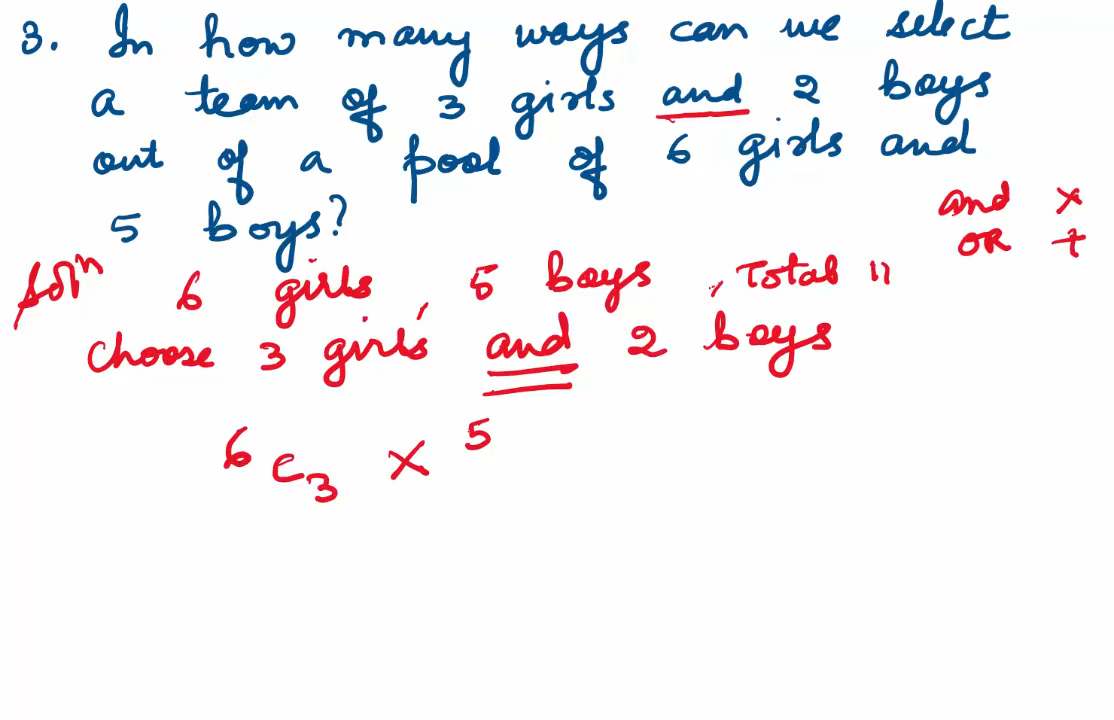 3. In how many ways can we select
a team of 3 girls and 2 boys
out of a pool of 6 girls and
5 boys?
and ×
OR +
Solⁿ 6 girls, 5 boys, Total 11
Choose 3 girls and 2 boys
⁶C₃ × ⁵